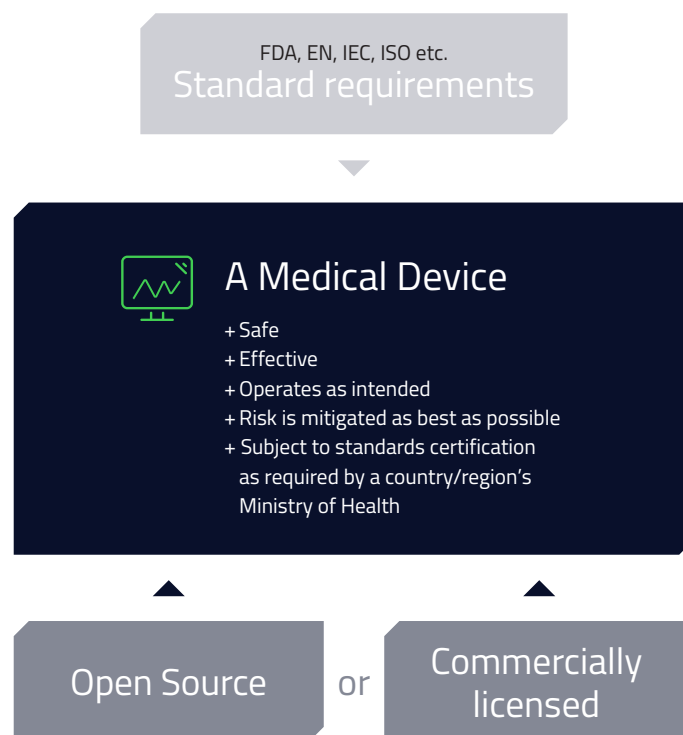 FDA, EN, IEC, ISO etc.
Standard requirements
A Medical Device
+ Safe
+ Effective
+ Operates as intended
+ Risk is mitigated as best as possible
+ Subject to standards certification
as required by a country/region’s
Ministry of Health
Open Source
or
Commercially
licensed